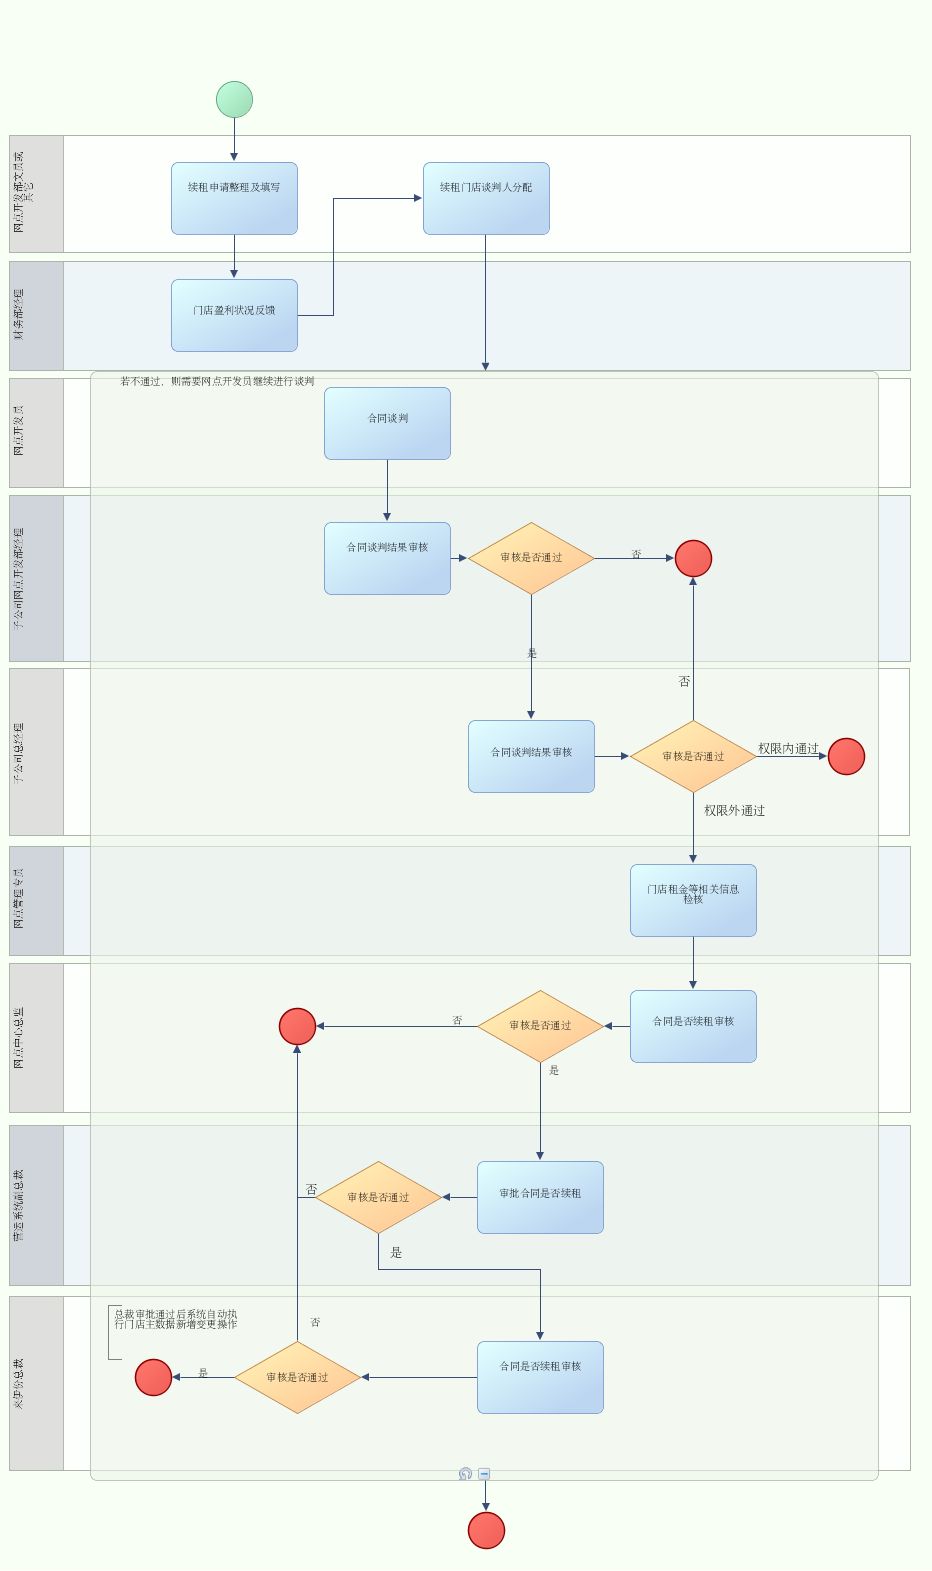 网点开发部文员或
其它
续租申请整理及填写
续租门店谈判人分配
财务部经理
门店盈利状况反馈
若不通过，则需要网点开发员继续进行谈判
网点开发员
合同谈判
子公司网点开发部经理
合同谈判结果审核
审核是否通过
否
是
子公司总经理
否
合同谈判结果审核
审核是否通过
权限内通过
权限外通过
网点管理专员
门店租金等相关信息
检核
网点中心总监
否
审核是否通过
合同是否续租审核
是
营运系统副总裁
否
审核是否通过
审批合同是否续租
是
来伊份总裁
总裁审批通过后系统自动执
行门店主数据新增变更操作
否
是
审核是否通过
合同是否续租审核